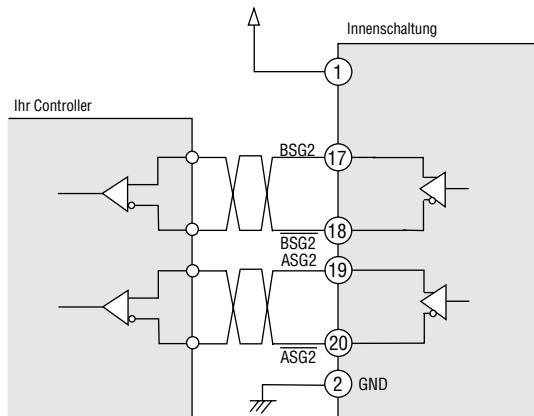 Innenschaltung
1
Ihr Controller
BSG2
17
18
BSG2
ASG2
19
20
ASG2
2 GND